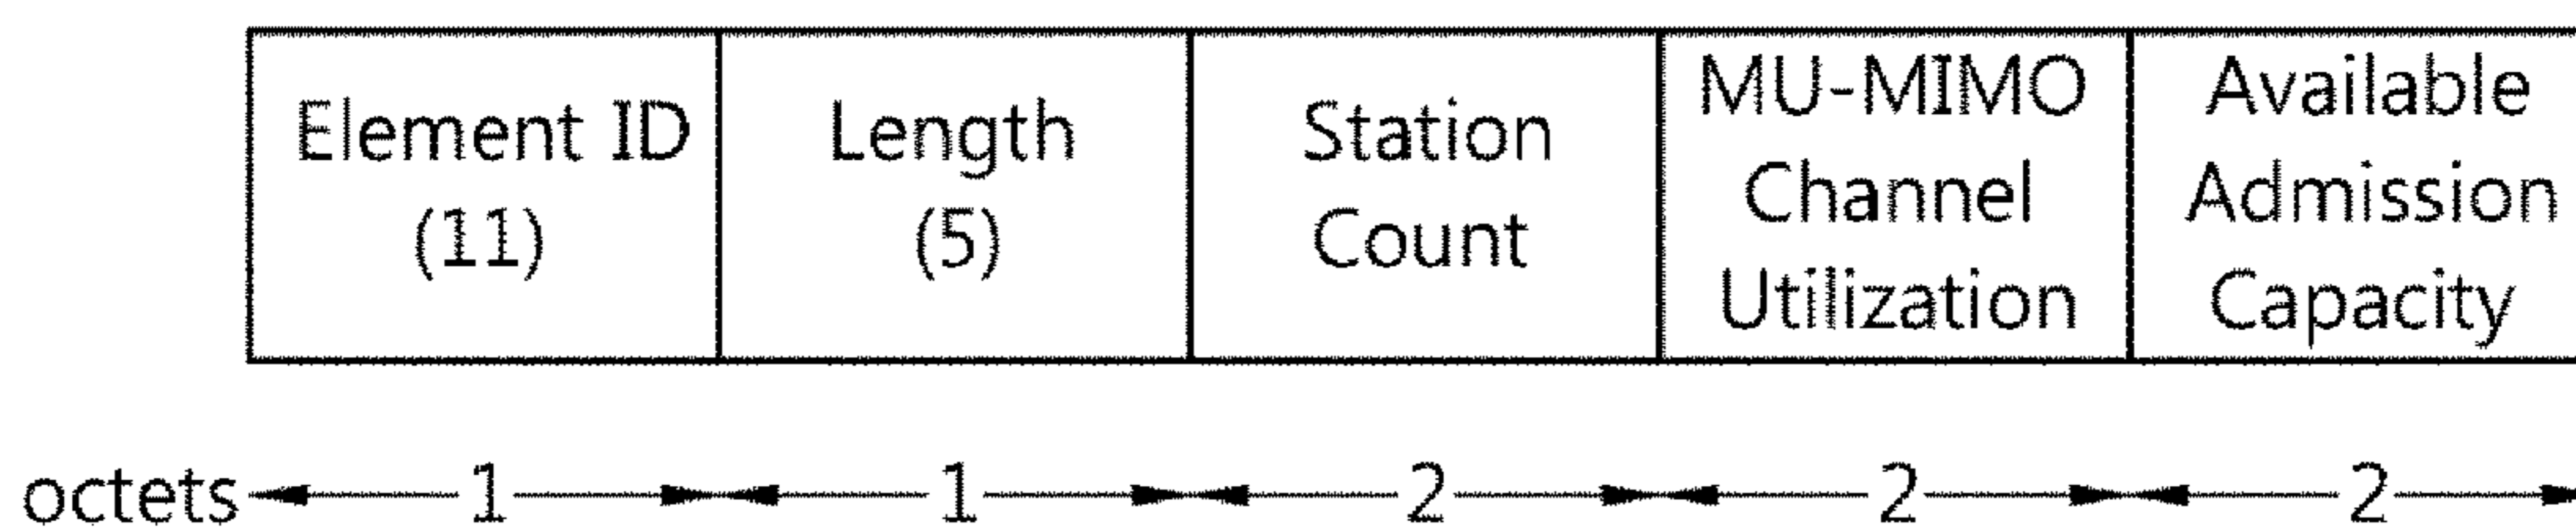 Element ID
(11)
Length
(5)
Station
Count
MU-MIMO
Channel
Utilization
Available
Admission
Capacity
octets 1 1 2 2 2